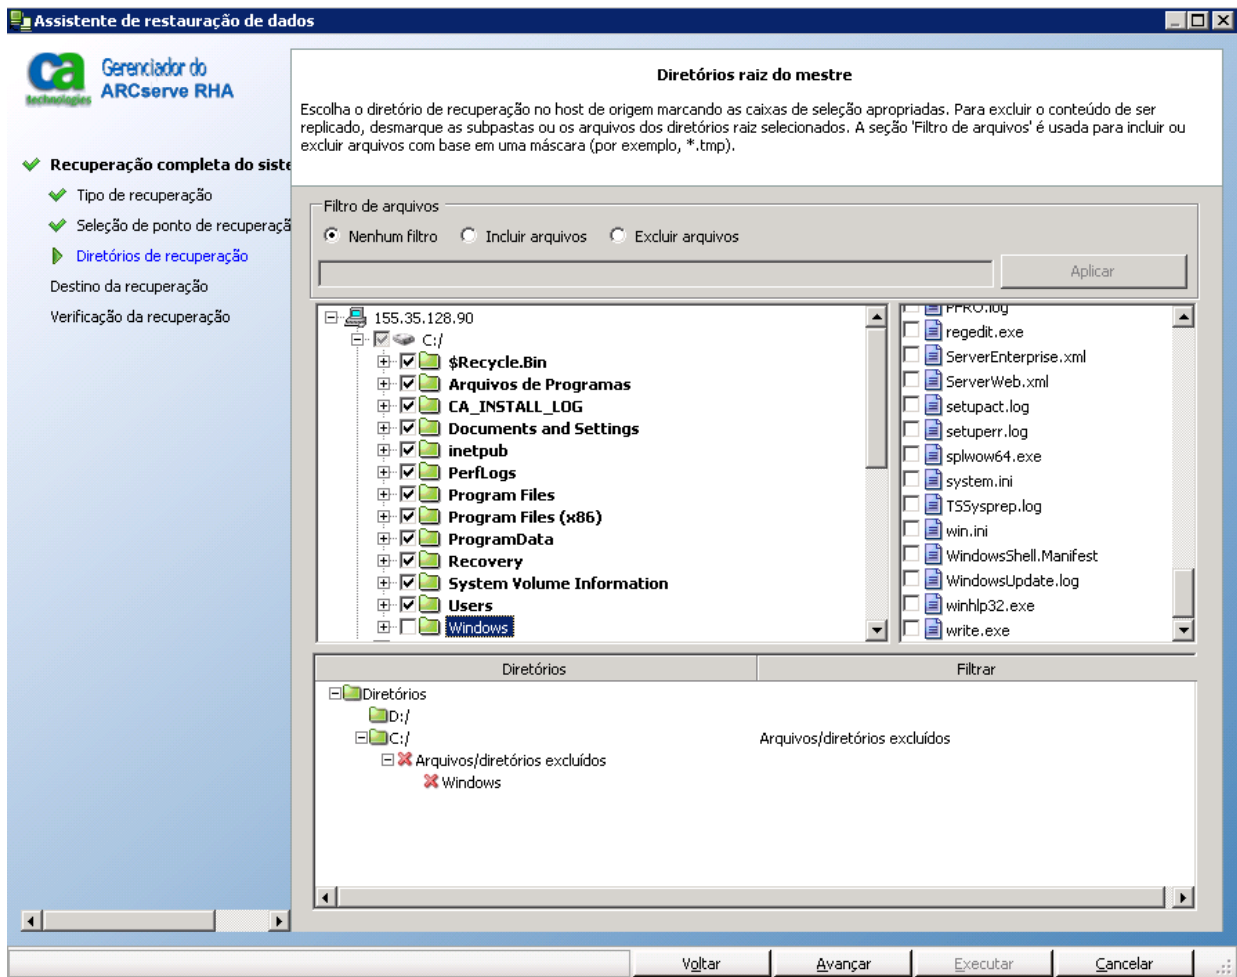 Assistente de restauração de dados
ca
technologies
Gerenciador do
ARCserve RHA
Recuperação completa do siste
Tipo de recuperação
Seleção de ponto de recuperaçã
Diretórios de recuperação
Destino da recuperação
Verificação da recuperação
Diretórios raiz do mestre
Escolha o diretório de recuperação no host de origem marcando as caixas de seleção apropriadas. Para excluir o conteúdo de ser
replicado, desmarque as subpastas ou os arquivos dos diretórios raiz selecionados. A seção 'Filtro de arquivos' é usada para incluir ou
excluir arquivos com base em uma máscara (por exemplo, *.tmp).
Filtro de arquivos
Nenhum filtro Incluir arquivos Excluir arquivos
Aplicar
155.35.128.90
C:/
$Recycle.Bin
Arquivos de Programas
CA_INSTALL_LOG
Documents and Settings
inetpub
PerfLogs
Program Files
Program Files (x86)
ProgramData
Recovery
System Volume Information
Users
Windows
PFRO.log
regedit.exe
ServerEnterprise.xml
ServerWeb.xml
setupact.log
setuperr.log
splwow64.exe
system.ini
TSSysprep.log
win.ini
WindowsShell.Manifest
WindowsUpdate.log
winhlp32.exe
write.exe
Diretórios Filtrar
Diretórios
D:/
C:/ Arquivos/diretórios excluídos
Arquivos/diretórios excluídos
Windows
Voltar Avançar Executar Cancelar